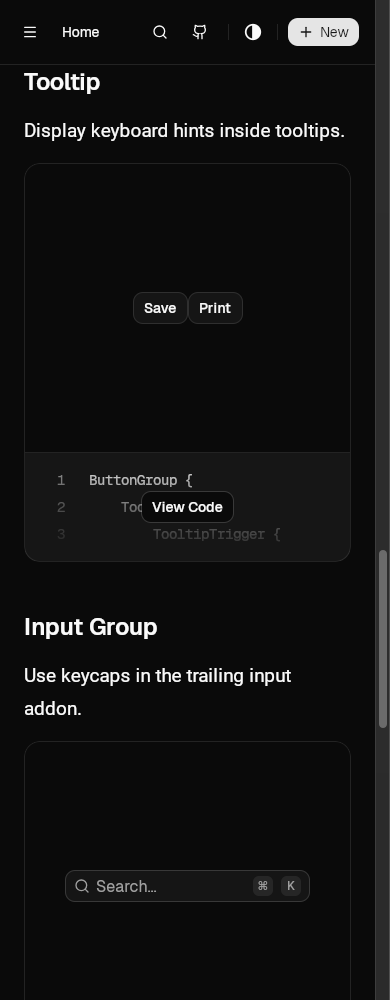 Home
New
Tooltip
Display keyboard hints inside tooltips.
Save Print
1 ButtonGroup {
2
View Code
3 TooltipTrigger {
Input Group
Use keycaps in the trailing input
addon.
Search... ⌘ K